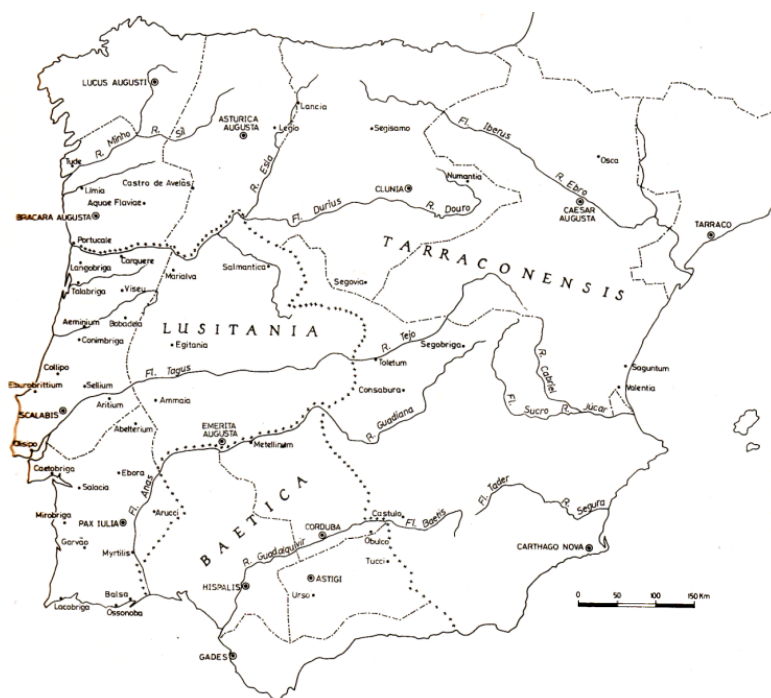 LUCUS AUGUSTI
Lancia
ASTURICA
AUGUSTA
Legio
Segisamo
Fl. Iberus
R. Ebro
Osca
R. Minho
R. Sil
R. Esla
Tyde
Limia
Castro de Avelãs
Aquae Flaviae
BRACARA AUGUSTA
CLUNIA
Numantia
Fl. Durius
R. Douro
CAESAR
AUGUSTA
TARRACO
Portucale
Langobriga
Carquere
Marialva
Salmantica
Segovia
TARRACONENSIS
Talabriga
Viseu
Aeminium
Bobadela
Conimbriga
LUSITANIA
Egitania
R. Tejo
Toletum
Segobriga
R. Cabriel
Saguntum
Valentia
Collipo
Eburobrittium
Sellium
Fl. Tagus
Consabura
Fl. Sucro
R. Júcar
SCALABIS
Aritium
Ammaia
Abelterium
EMERITA
AUGUSTA
Metellinum
R. Guadiana
Olisipo
Caetobriga
Ebora
Salacia
Fl. Anas
BAETICA
Mirobriga
PAX IULIA
Arucci
Garvão
Myrtilis
CORDUBA
Castulo
Fl. Baetis
Fl. Tader
R. Segura
Obulco
Tucci
CARTHAGO NOVA
R. Guadalquivir
HISPALIS
ASTIGI
Urso
Lacobriga
Balsa
Ossonoba
GADES
0 50 100 150 Km